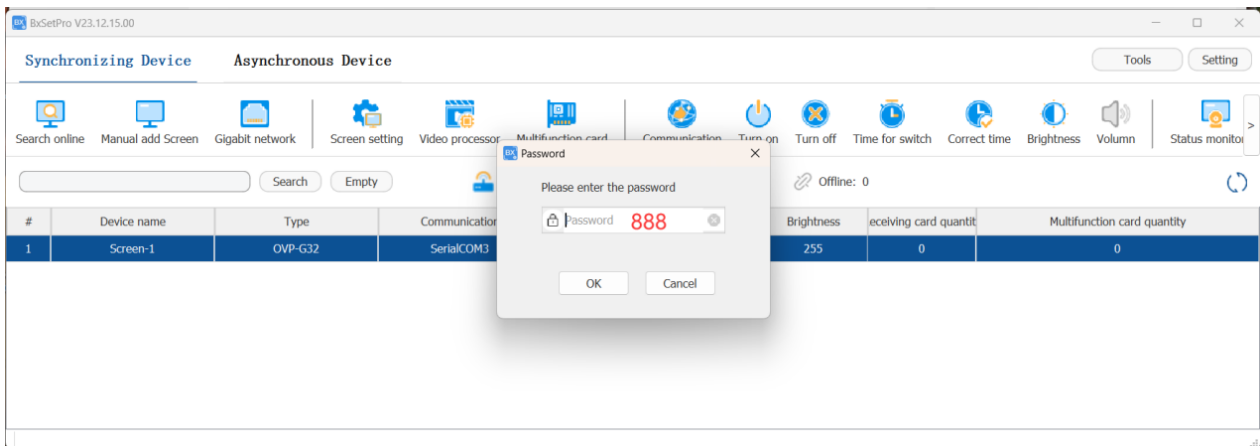 BX BxSetPro V23.12.15.00
Synchronizing Device Asynchronous Device Tools Setting
Search online Manual add Screen Gigabit network Screen setting Video processor Multifunction card Communication Turn on Turn off Time for switch Correct time Brightness Volumn Status monitor
BX Password
Please enter the password
Password 888
OK Cancel
Search Empty Offline: 0
# Device name Type Communication Brightness eceiving card quantit Multifunction card quantity
1 Screen-1 OVP-G32 SerialCOM3 255 0 0